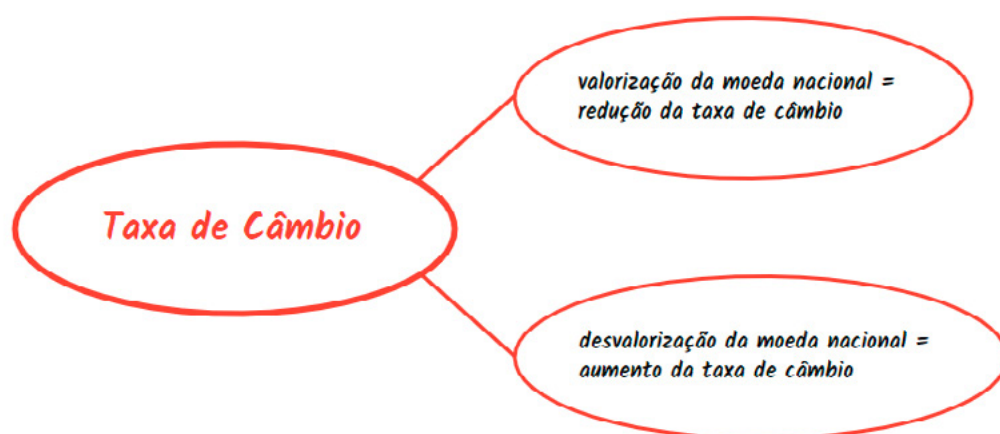 Taxa de Câmbio
valorização da moeda nacional =
redução da taxa de câmbio
desvalorização da moeda nacional =
aumento da taxa de câmbio